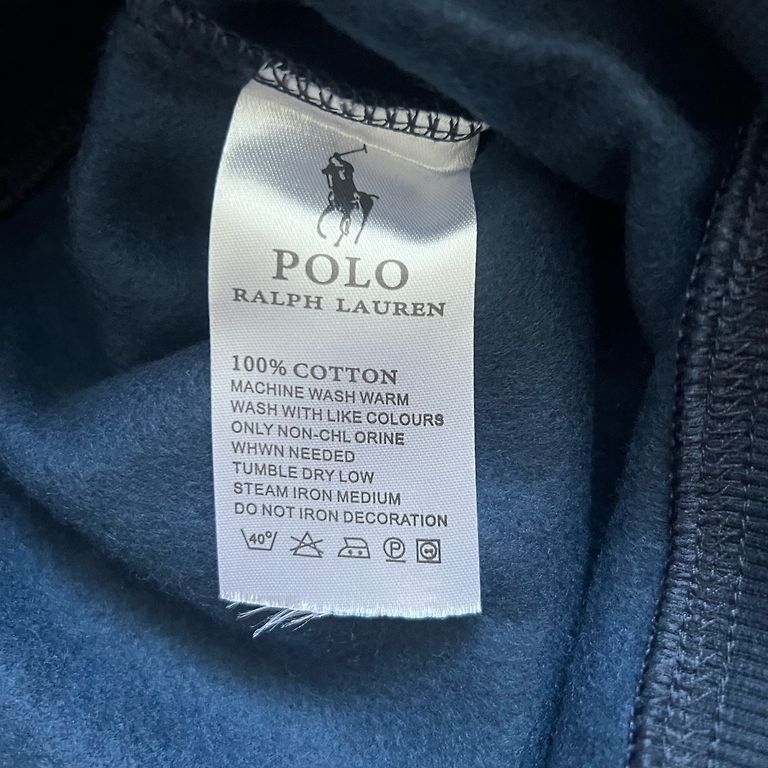 POLO
RALPH LAUREN
100% COTTON
MACHINE WASH WARM
WASH WITH LIKE COLOURS
ONLY NON-CHL ORINE
WHWN NEEDED
TUMBLE DRY LOW
STEAM IRON MEDIUM
DO NOT IRON DECORATION
40° P